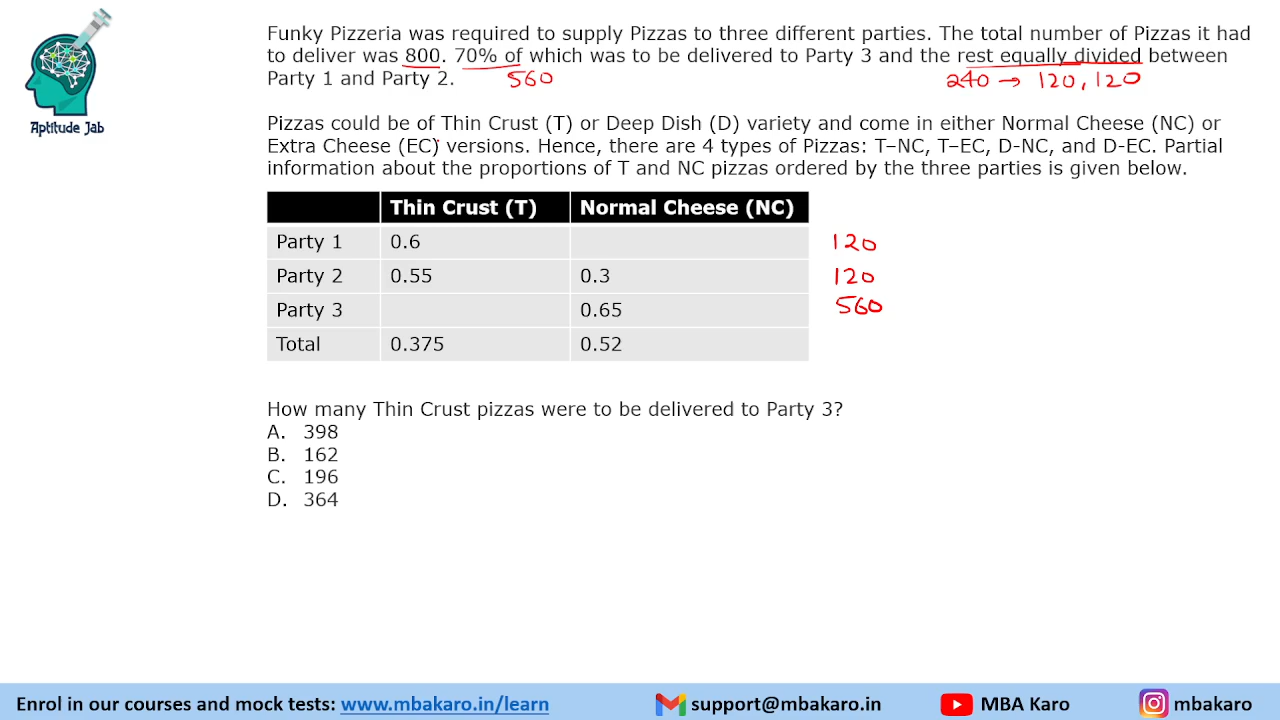 Funky Pizzeria was required to supply Pizzas to three different parties. The total number of Pizzas it had
to deliver was 800. 70% of which was to be delivered to Party 3 and the rest equally divided between
Party 1 and Party 2.
560
240 → 120, 120
Aptitude Jab
Pizzas could be of Thin Crust (T) or Deep Dish (D) variety and come in either Normal Cheese (NC) or
Extra Cheese (EC) versions. Hence, there are 4 types of Pizzas: T–NC, T–EC, D-NC, and D-EC. Partial
information about the proportions of T and NC pizzas ordered by the three parties is given below.
Thin Crust (T) Normal Cheese (NC)
Party 1 0.6 120
Party 2 0.55 0.3 120
Party 3 0.65 560
Total 0.375 0.52
How many Thin Crust pizzas were to be delivered to Party 3?
A. 398
B. 162
C. 196
D. 364
Enrol in our courses and mock tests: www.mbakaro.in/learn support@mbakaro.in MBA Karo mbakaro